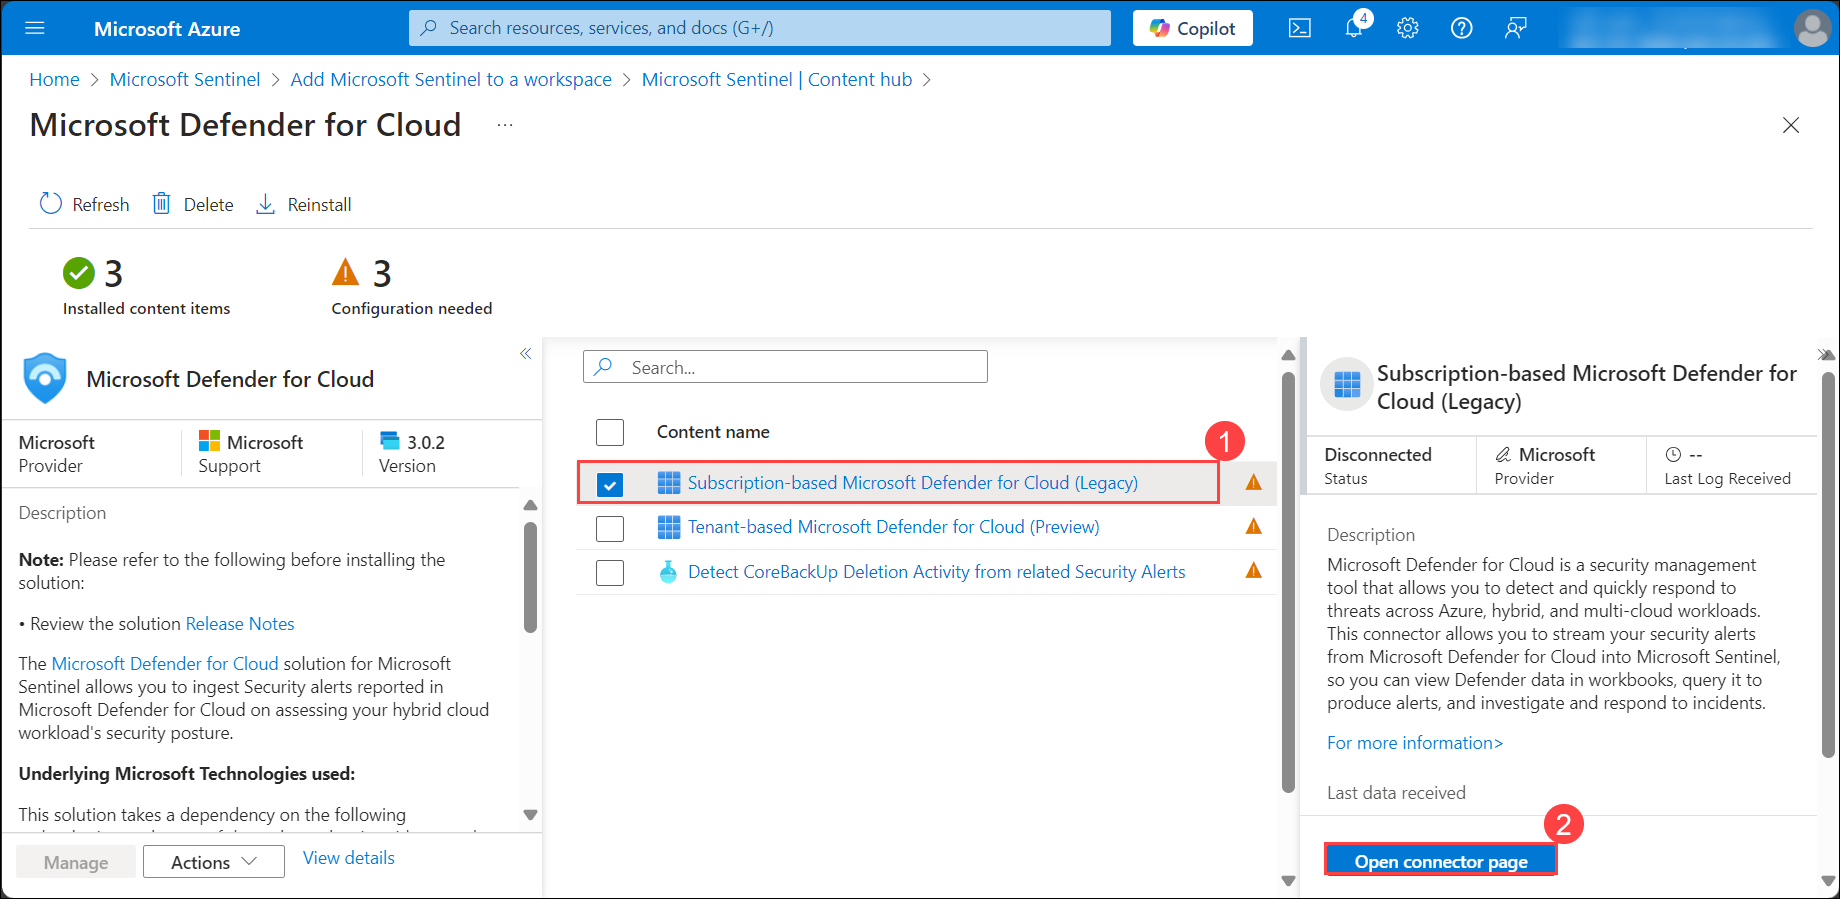 Microsoft Azure
Search resources, services, and docs (G+/)
Copilot
4
Home > Microsoft Sentinel > Add Microsoft Sentinel to a workspace > Microsoft Sentinel | Content hub >
Microsoft Defender for Cloud ...
Refresh Delete Reinstall
3
Installed content items
3
Configuration needed
Microsoft Defender for Cloud
Microsoft
Provider
Microsoft
Support
3.0.2
Version
Description
Note: Please refer to the following before installing the
solution:
• Review the solution Release Notes
The Microsoft Defender for Cloud solution for Microsoft
Sentinel allows you to ingest Security alerts reported in
Microsoft Defender for Cloud on assessing your hybrid cloud
workload's security posture.
Underlying Microsoft Technologies used:
This solution takes a dependency on the following
Manage
Actions
View details
Search...
Content name
1
Subscription-based Microsoft Defender for Cloud (Legacy)
Tenant-based Microsoft Defender for Cloud (Preview)
Detect CoreBackUp Deletion Activity from related Security Alerts
Subscription-based Microsoft Defender for
Cloud (Legacy)
Disconnected
Status
Microsoft
Provider
--
Last Log Received
Description
Microsoft Defender for Cloud is a security management
tool that allows you to detect and quickly respond to
threats across Azure, hybrid, and multi-cloud workloads.
This connector allows you to stream your security alerts
from Microsoft Defender for Cloud into Microsoft Sentinel,
so you can view Defender data in workbooks, query it to
produce alerts, and investigate and respond to incidents.
For more information>
Last data received
2
Open connector page